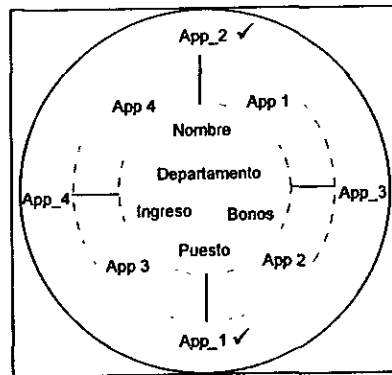 App_2 ✓
App 4 App 1
Nombre
Departamento
App_4 App_3
Ingreso Bonos
Puesto
App 3 App 2
App_1 ✓